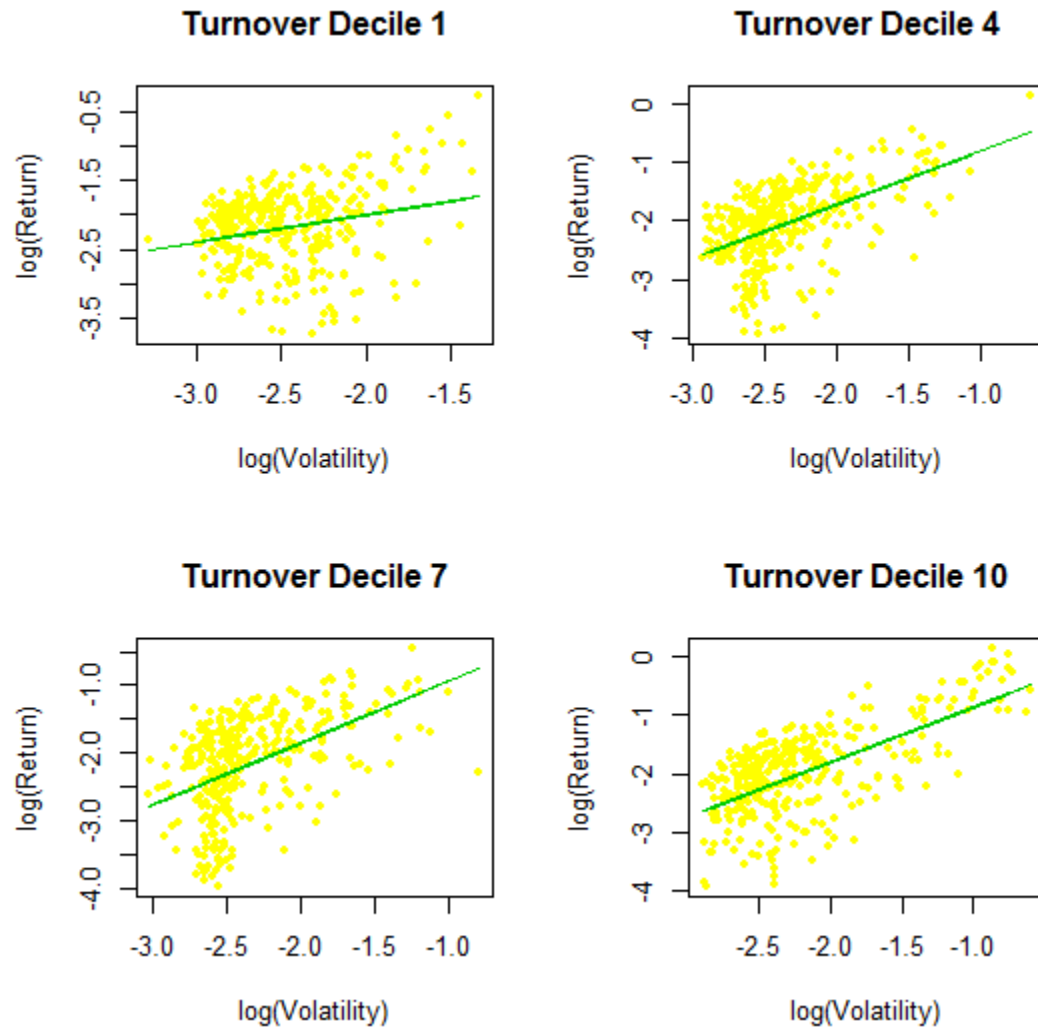 Turnover Decile 1
log(Return)
-3.5 -2.5 -1.5 -0.5
-3.0 -2.5 -2.0 -1.5
log(Volatility)
Turnover Decile 4
log(Return)
-4 -3 -2 -1 0
-3.0 -2.5 -2.0 -1.5 -1.0
log(Volatility)
Turnover Decile 7
log(Return)
-4.0 -3.0 -2.0 -1.0
-3.0 -2.5 -2.0 -1.5 -1.0
log(Volatility)
Turnover Decile 10
log(Return)
-4 -3 -2 -1 0
-2.5 -2.0 -1.5 -1.0
log(Volatility)